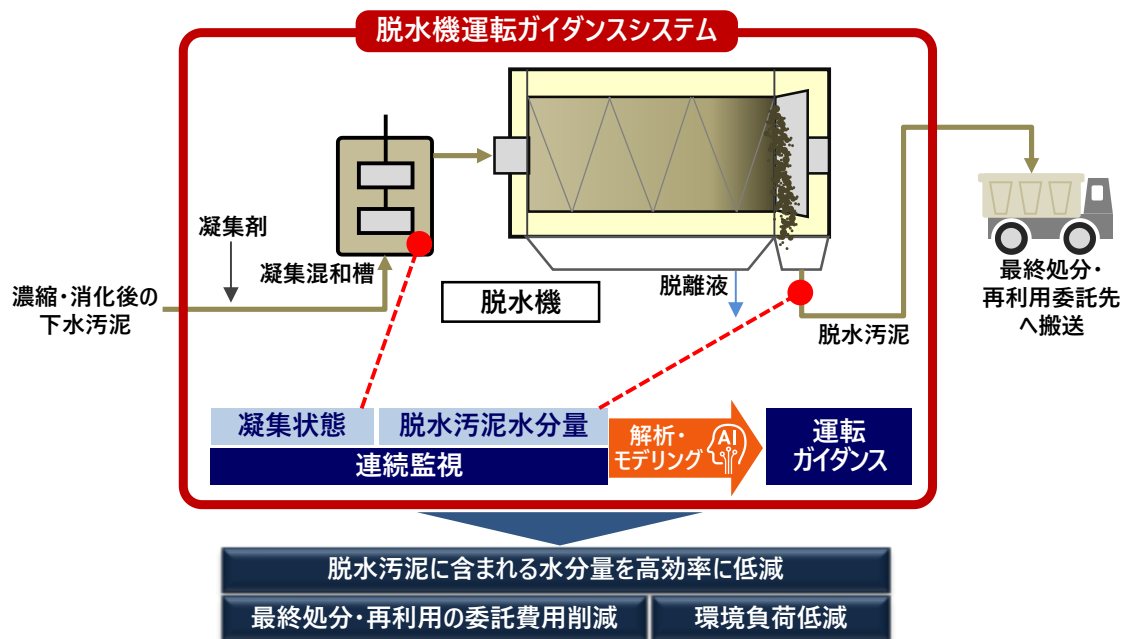 脱水機運転ガイダンスシステム
凝集剤
凝集混和槽
濃縮・消化後の
下水汚泥
脱水機
脱離液
脱水汚泥
最終処分・
再利用委託先
へ搬送
凝集状態
脱水汚泥水分量
連続監視
解析・
モデリング
AI
運転
ガイダンス
脱水汚泥に含まれる水分量を高効率に低減
最終処分・再利用の委託費用削減
環境負荷低減